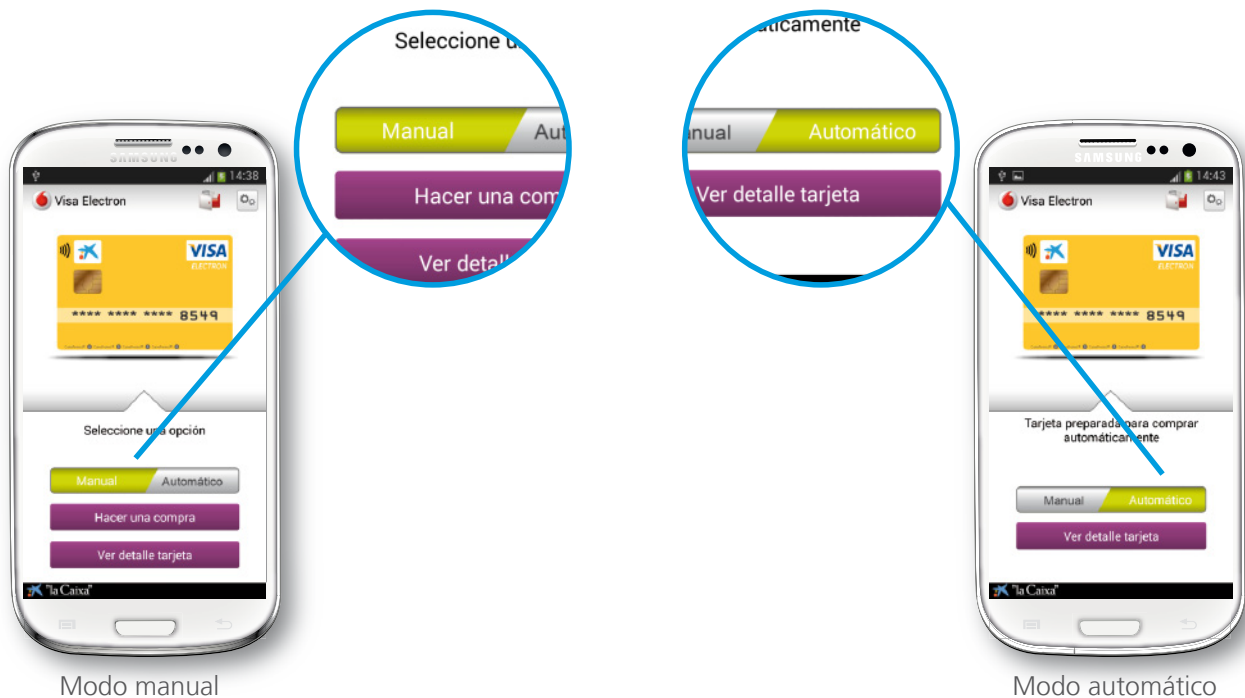 Seleccione u
Manual
Aut
Hacer una com
Ver detall
áticamente
anual
Automático
Ver detalle tarjeta
SAMSUNG
14:38
Visa Electron
VISA
ELECTRON
**** **** **** 8549
Seleccione una opción
Manual
Automático
Hacer una compra
Ver detalle tarjeta
"la Caixa"
Modo manual
SAMSUNG
14:43
Visa Electron
VISA
ELECTRON
**** **** **** 8549
Tarjeta preparada para comprar
automáticamente
Manual
Automático
Ver detalle tarjeta
"la Caixa"
Modo automático